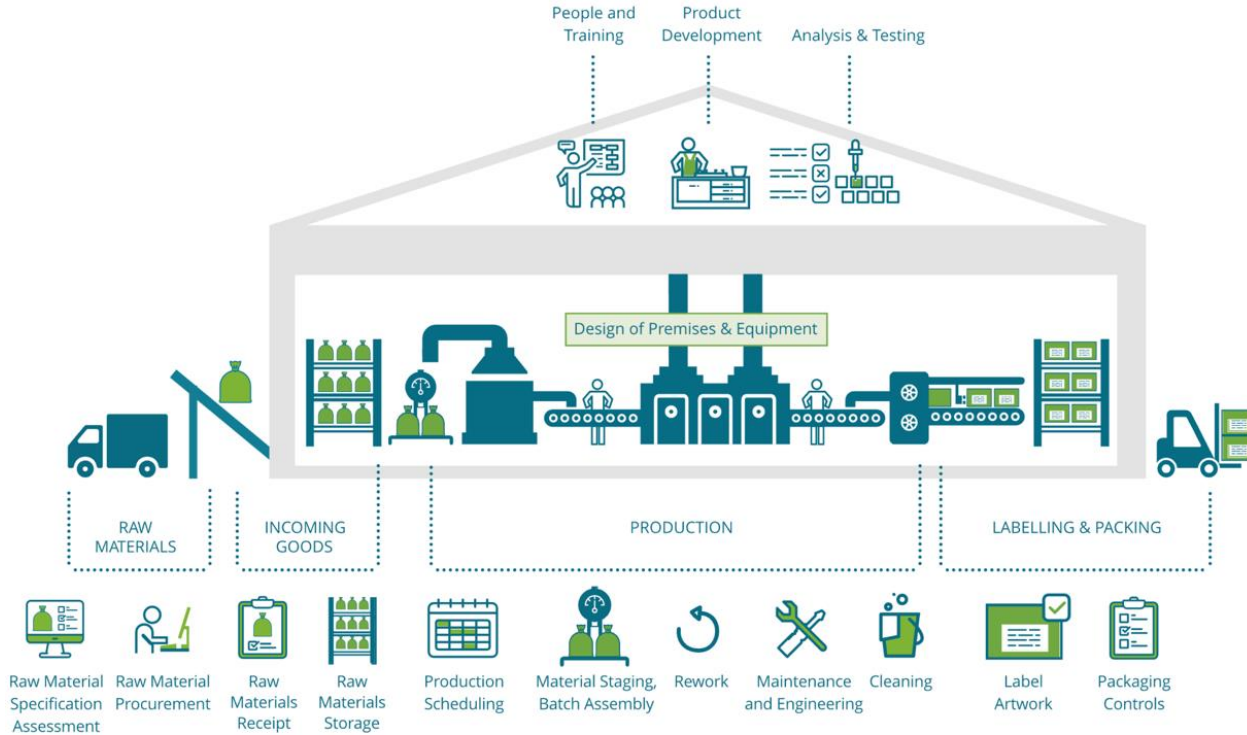 People and
Training
Product
Development
Analysis & Testing
Design of Premises & Equipment
RAW
MATERIALS
INCOMING
GOODS
PRODUCTION
LABELLING & PACKING
Raw Material
Specification
Assessment
Raw Material
Procurement
Raw
Materials
Receipt
Raw
Materials
Storage
Production
Scheduling
Material Staging,
Batch Assembly
Rework
Maintenance
and Engineering
Cleaning
Label
Artwork
Packaging
Controls